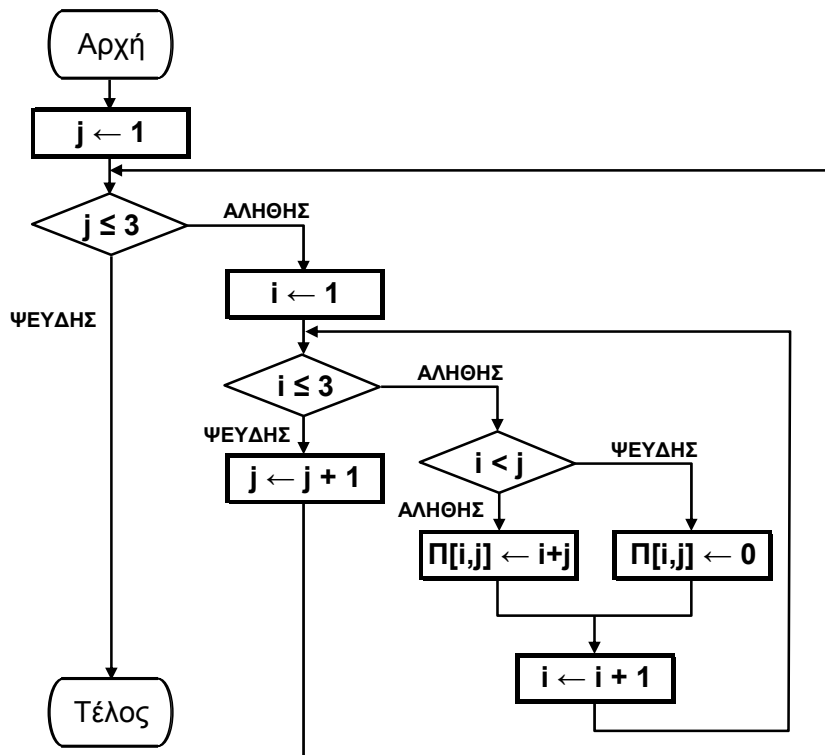 Αρχή
j ← 1
j ≤ 3
ΑΛΗΘΗΣ
i ← 1
ΨΕΥΔΗΣ
i ≤ 3
ΑΛΗΘΗΣ
ΨΕΥΔΗΣ
j ← j + 1
i < j
ΨΕΥΔΗΣ
ΑΛΗΘΗΣ
Π[i,j] ← i+j
Π[i,j] ← 0
i ← i + 1
Τέλος